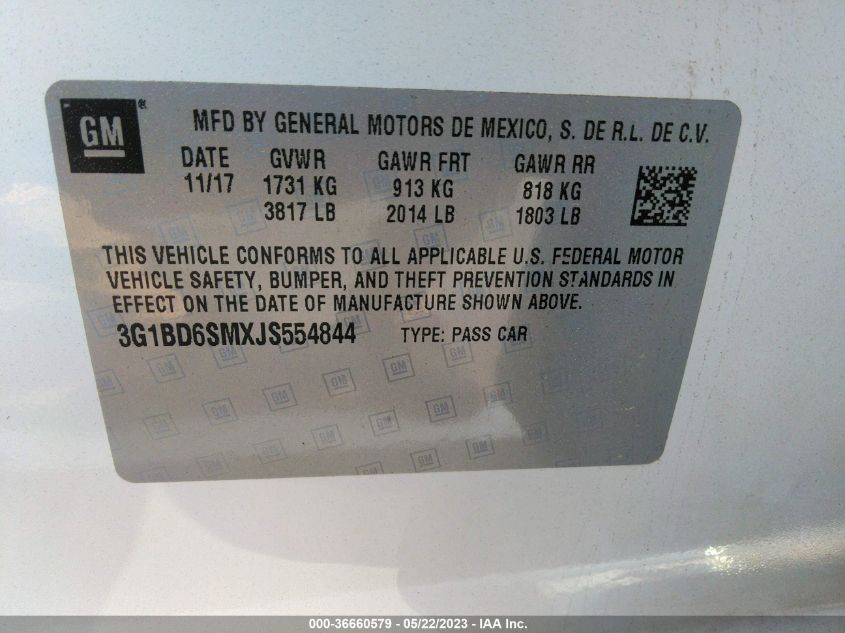 GM®
MFD BY GENERAL MOTORS DE MEXICO, S. DE R.L. DE C.V.
DATE GVWR GAWR FRT GAWR RR
11/17 1731 KG 913 KG 818 KG
3817 LB 2014 LB 1803 LB
THIS VEHICLE CONFORMS TO ALL APPLICABLE U.S. FEDERAL MOTOR
VEHICLE SAFETY, BUMPER, AND THEFT PREVENTION STANDARDS IN
EFFECT ON THE DATE OF MANUFACTURE SHOWN ABOVE.
3G1BD6SMXJS554844 TYPE: PASS CAR
000-36660579 - 05/22/2023 - IAA Inc.